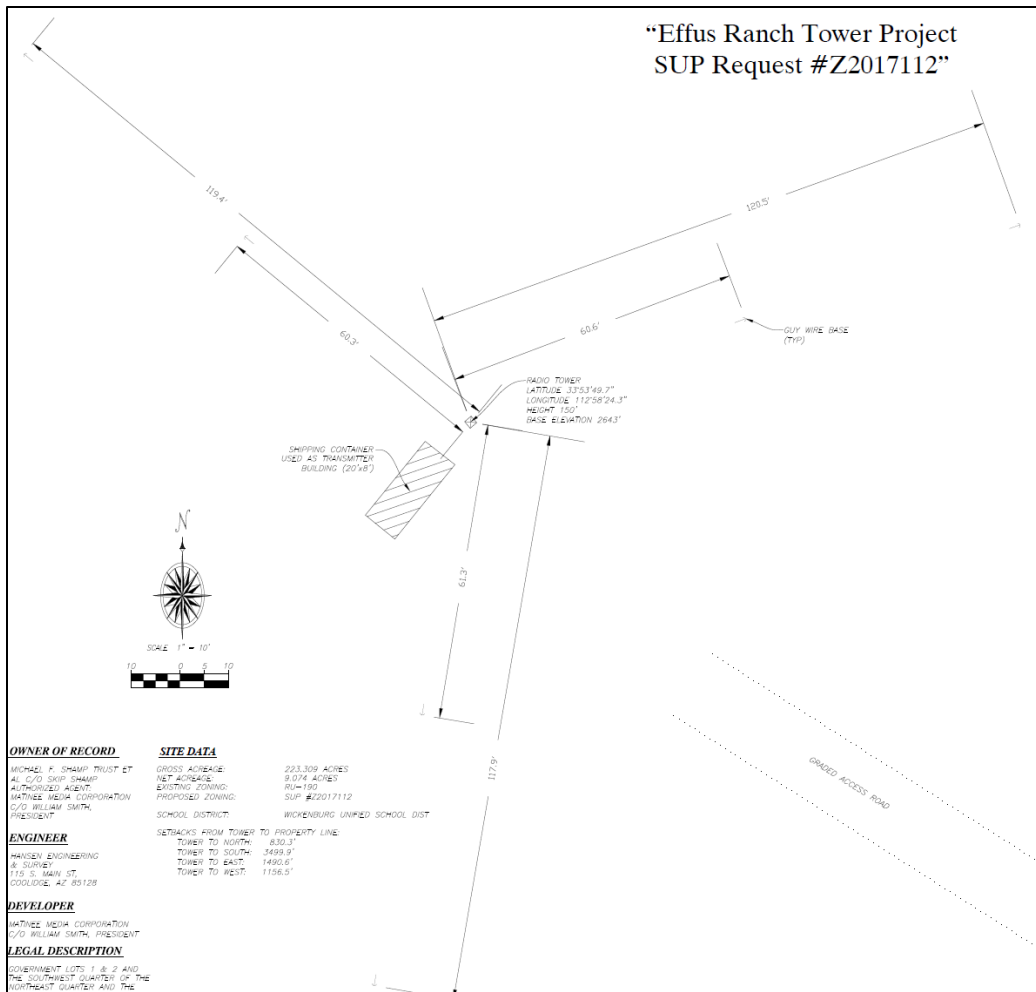 “Effus Ranch Tower Project
SUP Request #Z2017112”
119.4'
120.5'
60.3'
60.6'
GUY WIRE BASE
(TYP)
RADIO TOWER
LATITUDE 33°53'49.7"
LONGITUDE 112°58'24.3"
HEIGHT 150'
BASE ELEVATION 2643'
SHIPPING CONTAINER
USED AS TRANSMITTER
BUILDING (20'x8')
N
SCALE 1" = 10'
10 0 5 10
61.3'
117.9'
GRADED ACCESS ROAD
OWNER OF RECORD
MICHAEL F. SHAMP TRUST ET
AL C/O SKIP SHAMP
AUTHORIZED AGENT:
MATINEE MEDIA CORPORATION
C/O WILLIAM SMITH,
PRESIDENT
ENGINEER
HANSEN ENGINEERING
& SURVEY
115 S. MAIN ST,
COOLIDGE, AZ 85128
DEVELOPER
MATINEE MEDIA CORPORATION
C/O WILLIAM SMITH, PRESIDENT
LEGAL DESCRIPTION
GOVERNMENT LOTS 1 & 2 AND
THE SOUTHWEST QUARTER OF THE
NORTHEAST QUARTER AND THE
SITE DATA
GROSS ACREAGE: 223.309 ACRES
NET ACREAGE: 9.074 ACRES
EXISTING ZONING: RU-190
PROPOSED ZONING: SUP #Z2017112
SCHOOL DISTRICT: WICKENBURG UNIFIED SCHOOL DIST
SETBACKS FROM TOWER TO PROPERTY LINE:
TOWER TO NORTH: 830.3'
TOWER TO SOUTH: 3499.9'
TOWER TO EAST: 1490.6'
TOWER TO WEST: 1156.5'